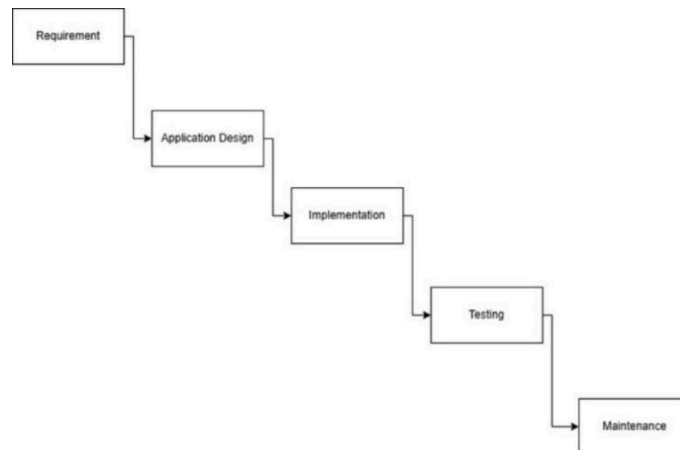 Requirement
Application Design
Implementation
Testing
Maintenance